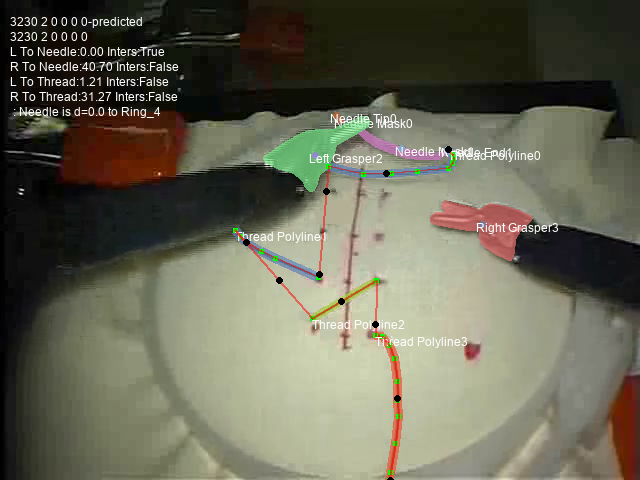 3230 2 0 0 0 0-predicted
3230 2 0 0 0 0
L To Needle:0.00 Inters:True
R To Needle:40.70 Inters:False
L To Thread:1.21 Inters:False
R To Thread:31.27 Inters:False
: Needle is d=0.0 to Ring_4
Needle Tip0
Needle Mask0
Left Grasper2
Thread Polyline0
Right Grasper3
Thread Polyline1
Thread Polyline2
Thread Polyline3